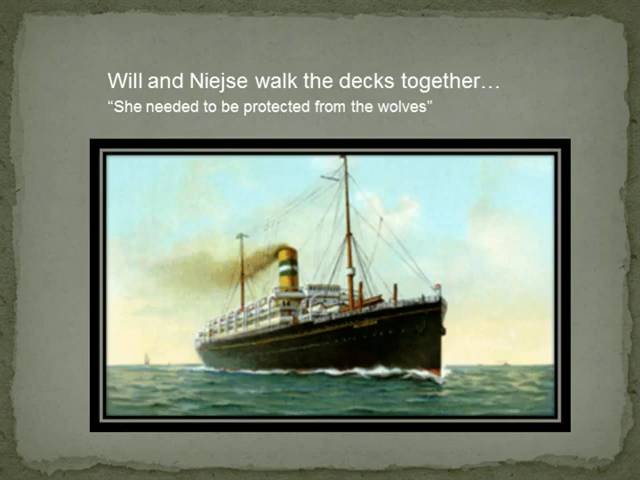 Will and Niejse walk the decks together…
“She needed to be protected from the wolves”